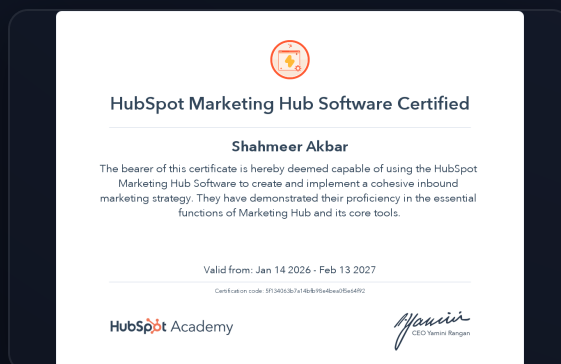 HubSpot Marketing Hub Software Certified
Shahmeer Akbar
The bearer of this certificate is hereby deemed capable of using the HubSpot
Marketing Hub Software to create and implement a cohesive inbound
marketing strategy. They have demonstrated their proficiency in the essential
functions of Marketing Hub and its core tools.
Valid from: Jan 14 2026 - Feb 13 2027
Certification code:
HubSpot Academy
Yamini
CEO Yamini Rangan